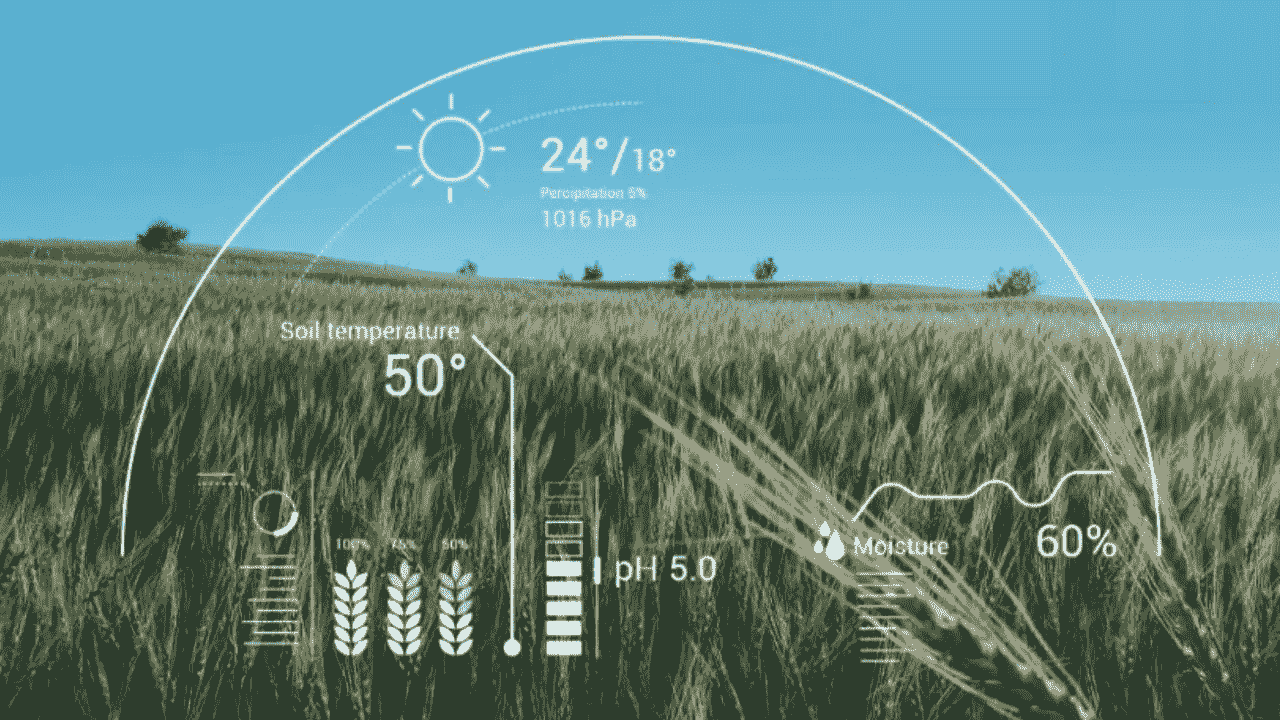 24°/18°
Percipitation 5%
1016 hPa
Soil temperature
50°
100% 75% 50%
pH 5.0
Moisture
60%